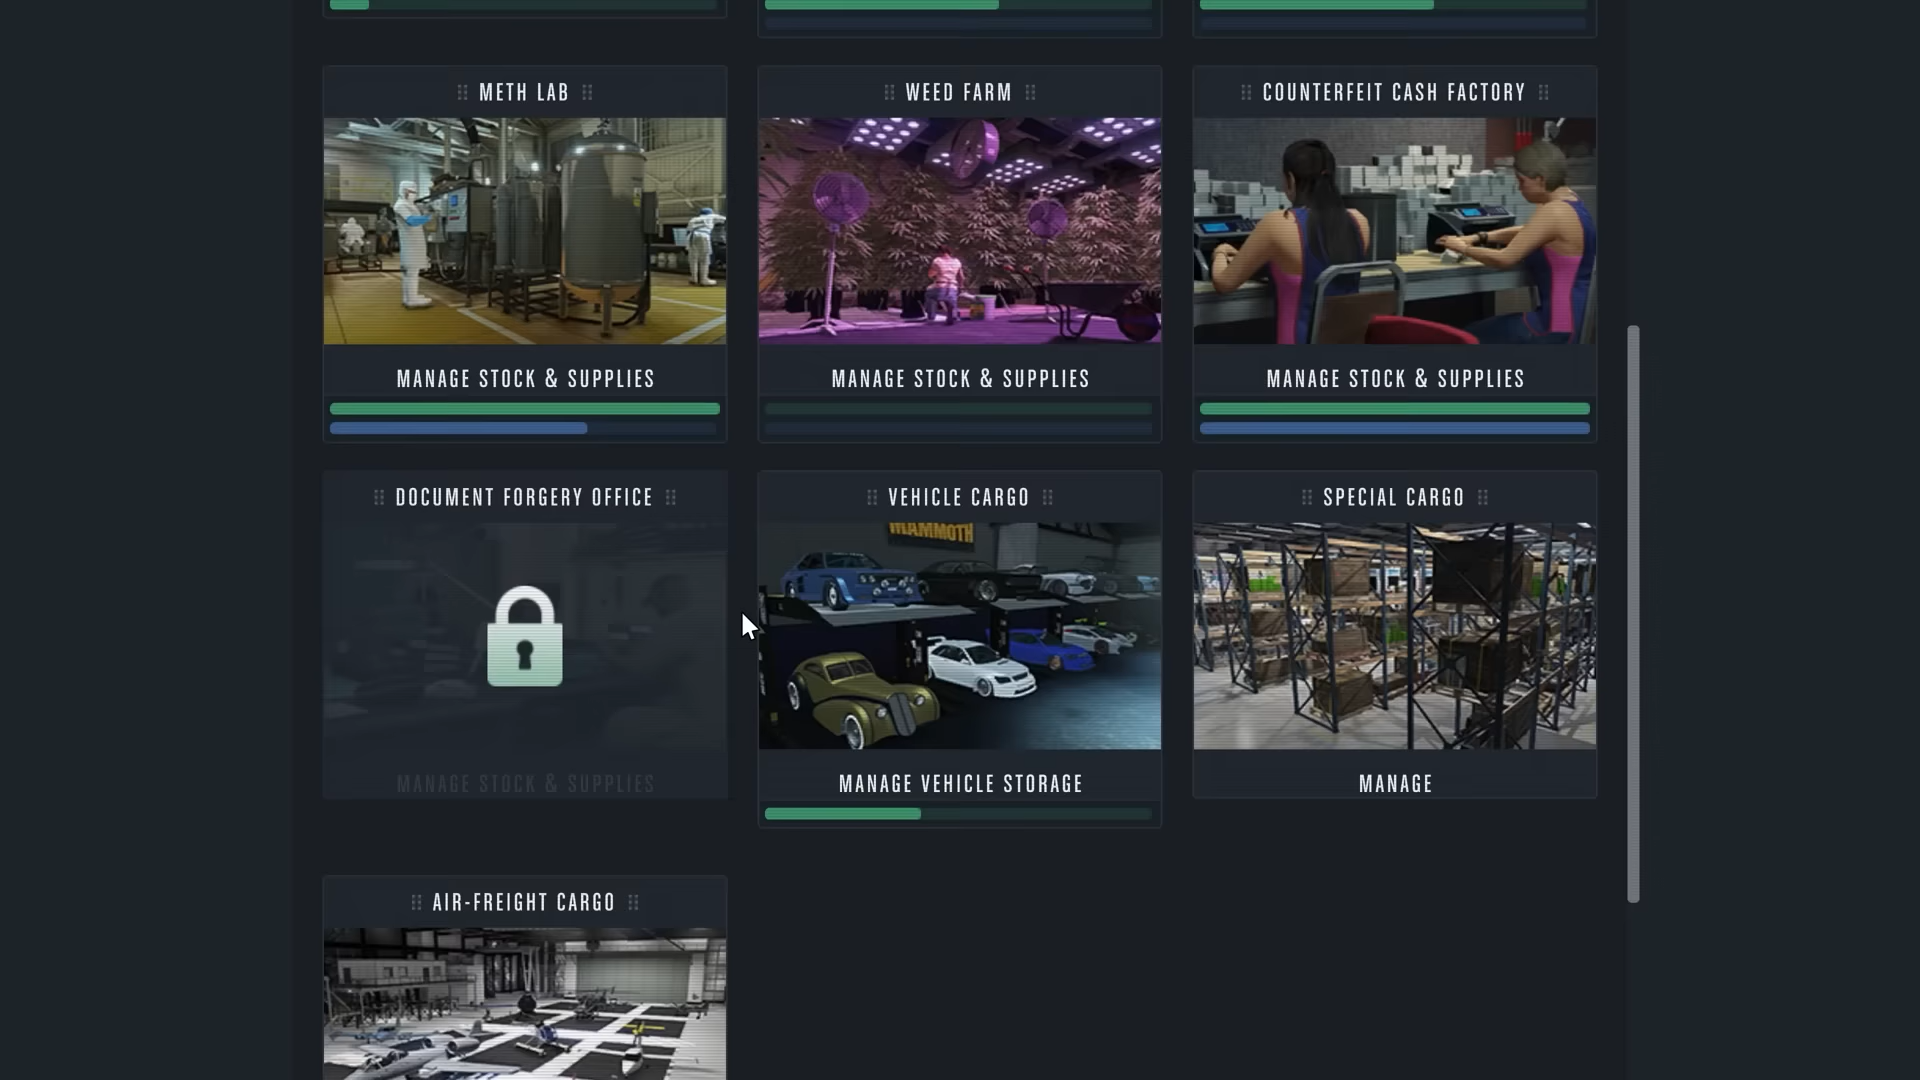 METH LAB
WEED FARM
COUNTERFEIT CASH FACTORY
MANAGE STOCK & SUPPLIES
MANAGE STOCK & SUPPLIES
MANAGE STOCK & SUPPLIES
DOCUMENT FORGERY OFFICE
VEHICLE CARGO
SPECIAL CARGO
MAMMOTH
MANAGE STOCK & SUPPLIES
MANAGE VEHICLE STORAGE
MANAGE
AIR-FREIGHT CARGO